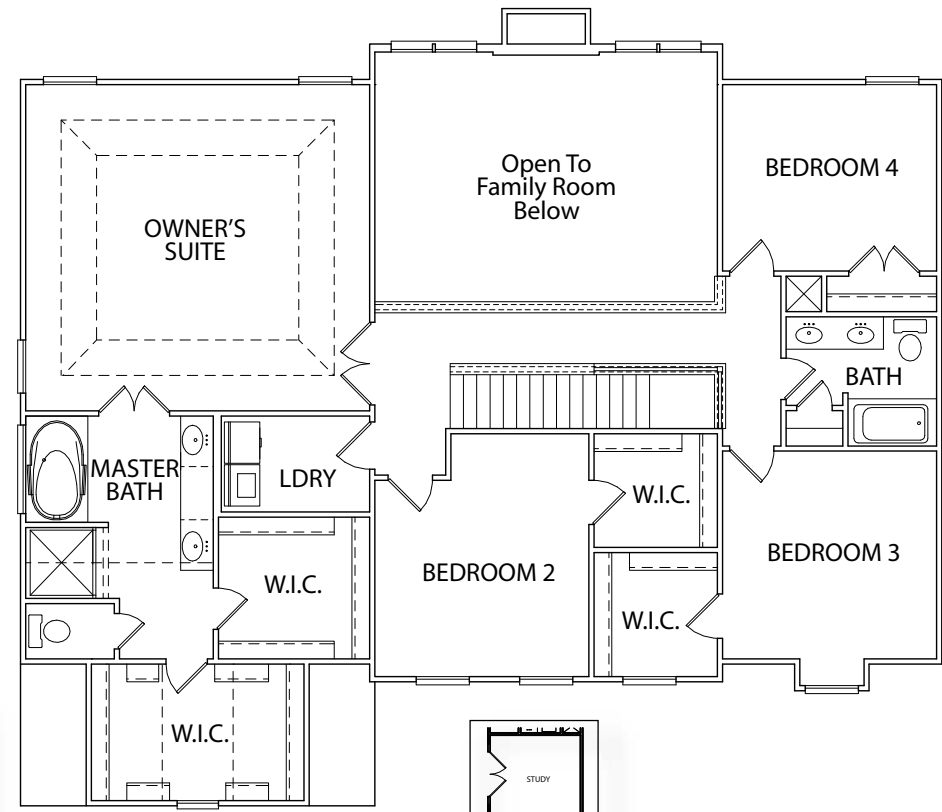 Open To
Family Room
Below
BEDROOM 4
OWNER'S
SUITE
BATH
MASTER
BATH
LDRY
W.I.C.
BEDROOM 3
BEDROOM 2
W.I.C.
W.I.C.
W.I.C.
STUDY